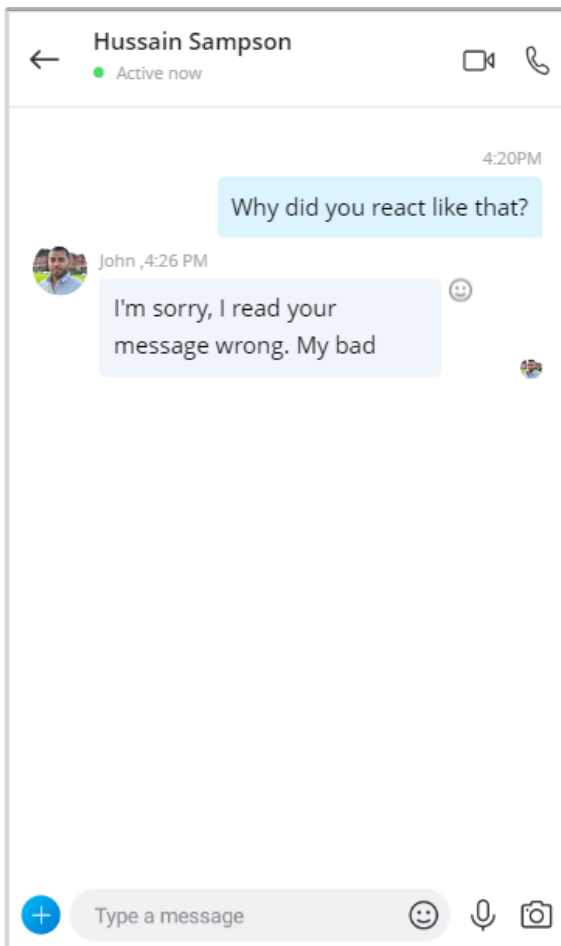 Hussain Sampson
Active now
4:20PM
Why did you react like that?
John ,4:26 PM
I'm sorry, I read your
message wrong. My bad
Type a message